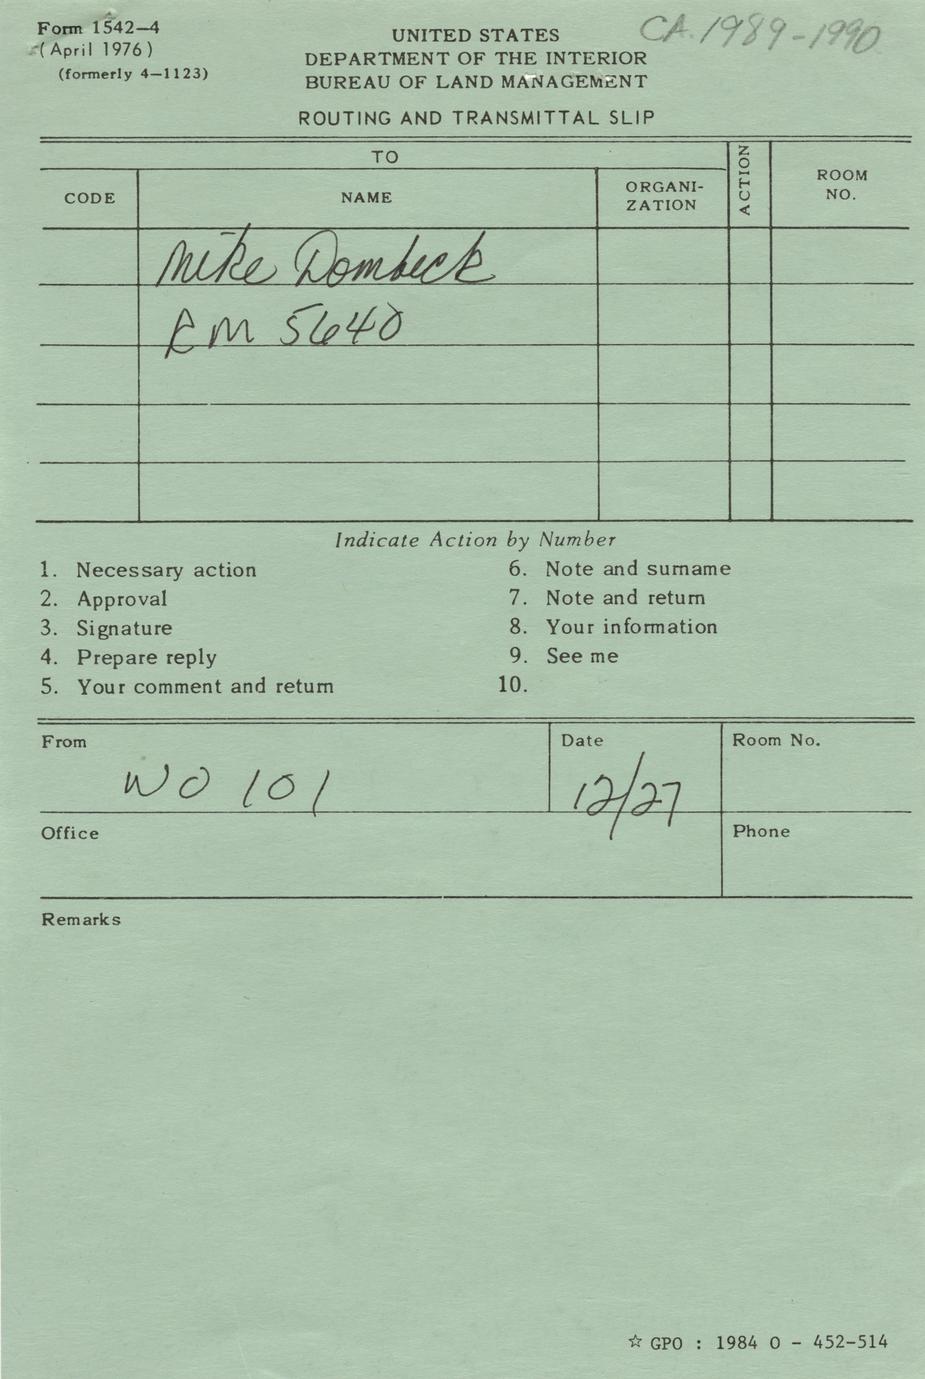 Form 1542—4
(April 1976)
(formerly 4—1123)
CA. 1989-1990
UNITED STATES
DEPARTMENT OF THE INTERIOR
BUREAU OF LAND MANAGEMENT
ROUTING AND TRANSMITTAL SLIP
TO
CODE
NAME
ORGANI-
ZATION
ACTION
ROOM
NO.
Mike Dombeck
RM 5640
Indicate Action by Number
1. Necessary action
2. Approval
3. Signature
4. Prepare reply
5. Your comment and return
6. Note and surname
7. Note and return
8. Your information
9. See me
10.
From
WO 101
Date
12/27
Room No.
Office
Phone
Remarks
☆ GPO : 1984 O - 452-514